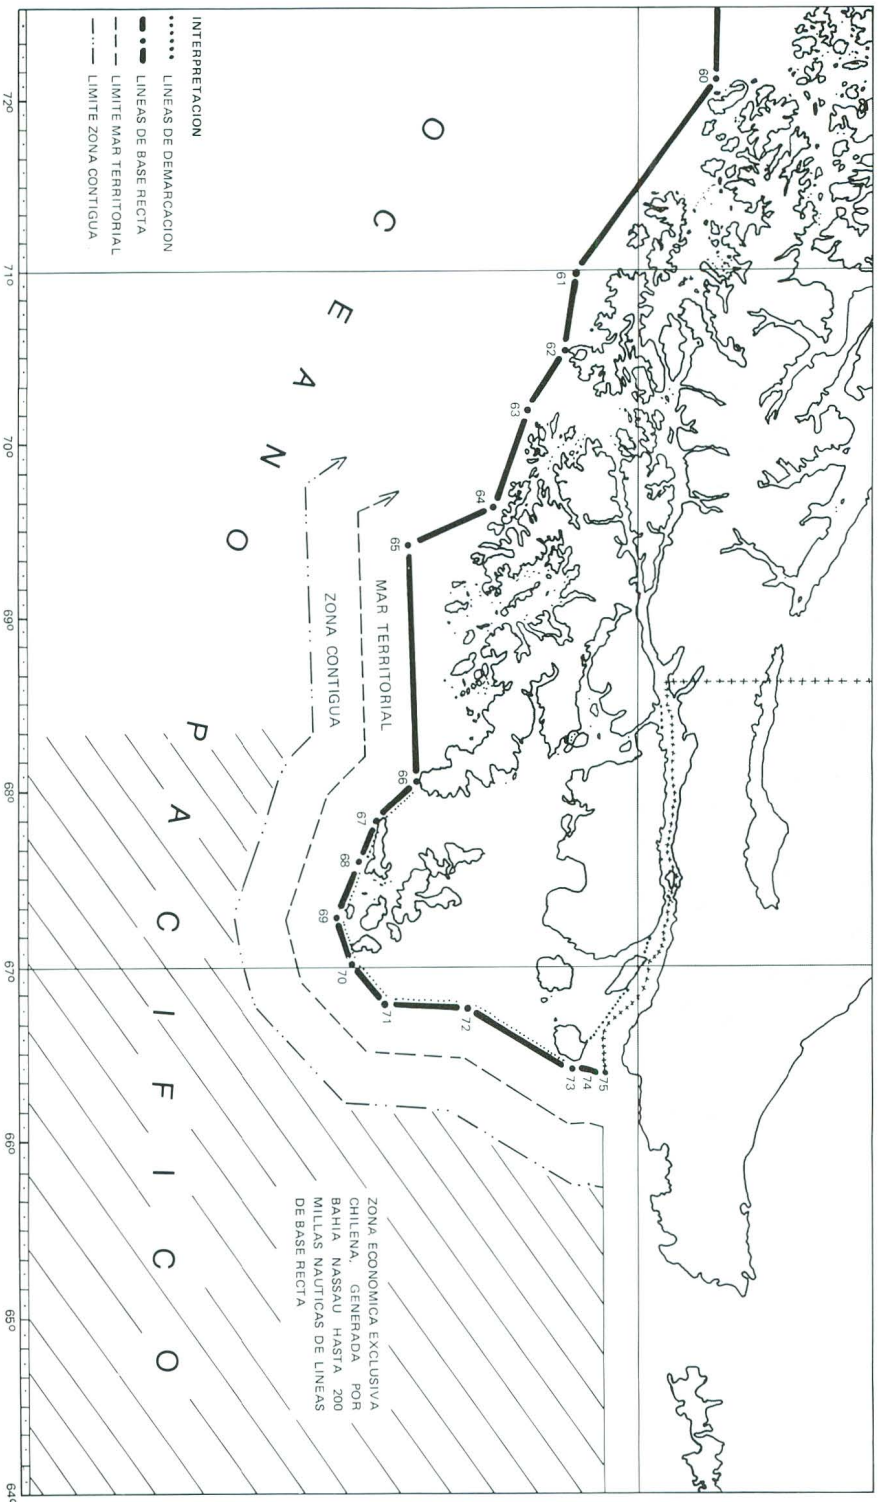 INTERPRETACION
LINEAS DE DEMARCACION
LINEAS DE BASE RECTA
LIMITE MAR TERRITORIAL
LIMITE ZONA CONTIGUA
OCEANO PACIFICO
MAR TERRITORIAL
ZONA CONTIGUA
ZONA ECONOMICA EXCLUSIVA
CHILENA, GENERADA POR
BAHIA NASSAU HASTA 200
MILLAS NAUTICAS DE LINEAS
DE BASE RECTA
60
61
62
63
64
65
66
67
68
69
70
71
72
73
74
75
72º
71º
70º
69º
68º
67º
66º
65º
64º